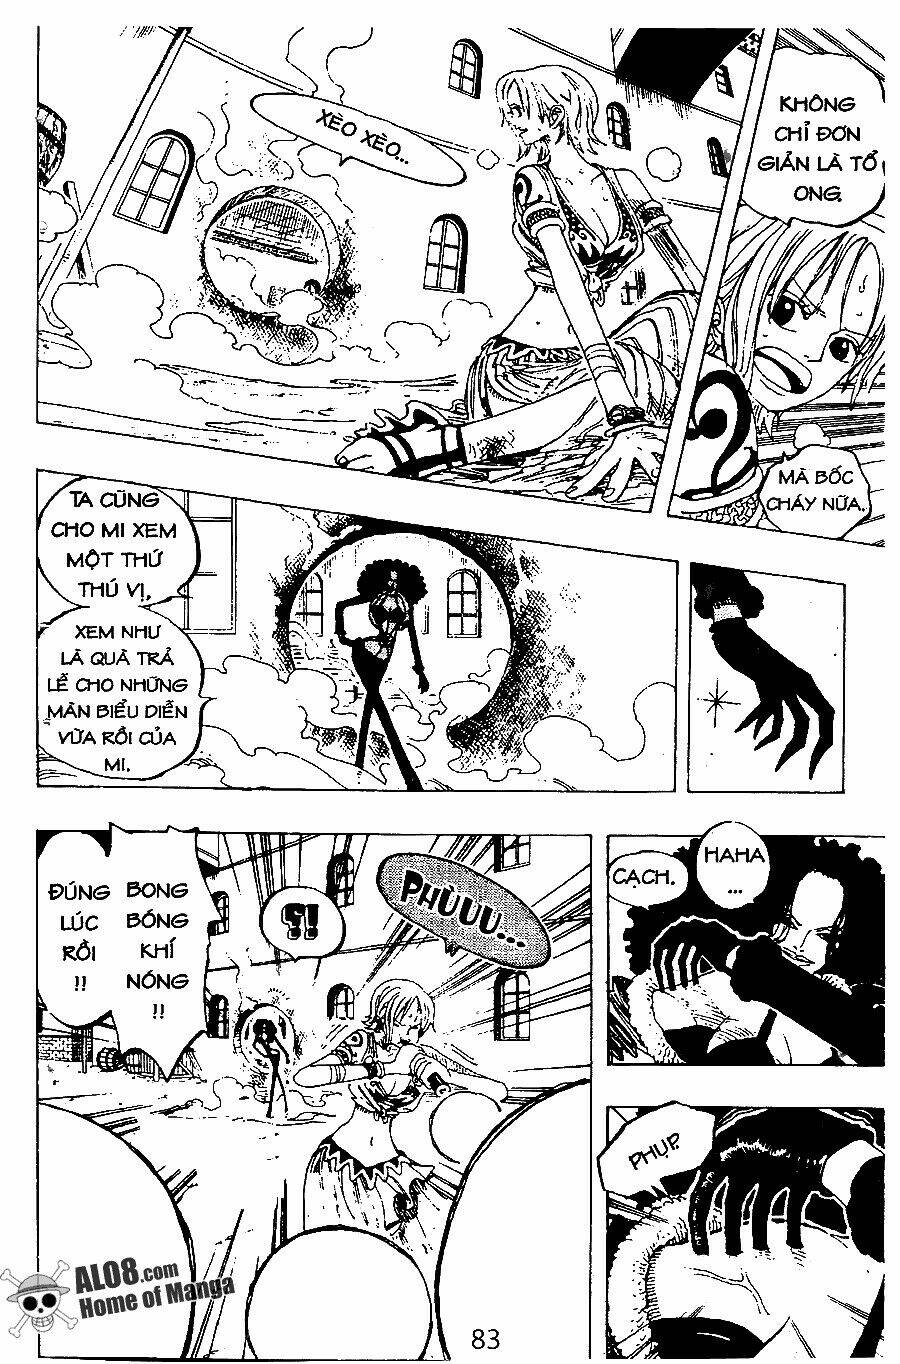 KHÔNG
CHỈ ĐƠN
GIẢN LÀ TỔ
ONG.
XÈO XÈO...
MÀ BỐC
CHÁY NỮA.
TA CŨNG
CHO MI XEM
MỘT THỨ
THÚ VỊ,
XEM NHƯ
LÀ QUÀ TRẢ
LỄ CHO NHỮNG
MÀN BIỂU DIỄN
VỪA RỒI CỦA
MI.
HAHA
...
CẠCH.
PHỤP.
PHÙUU...
?!
BONG
BÓNG
KHÍ
NÓNG
!!
ĐÚNG
LÚC
RỒI
!!
AL08.com
Home of Manga
83